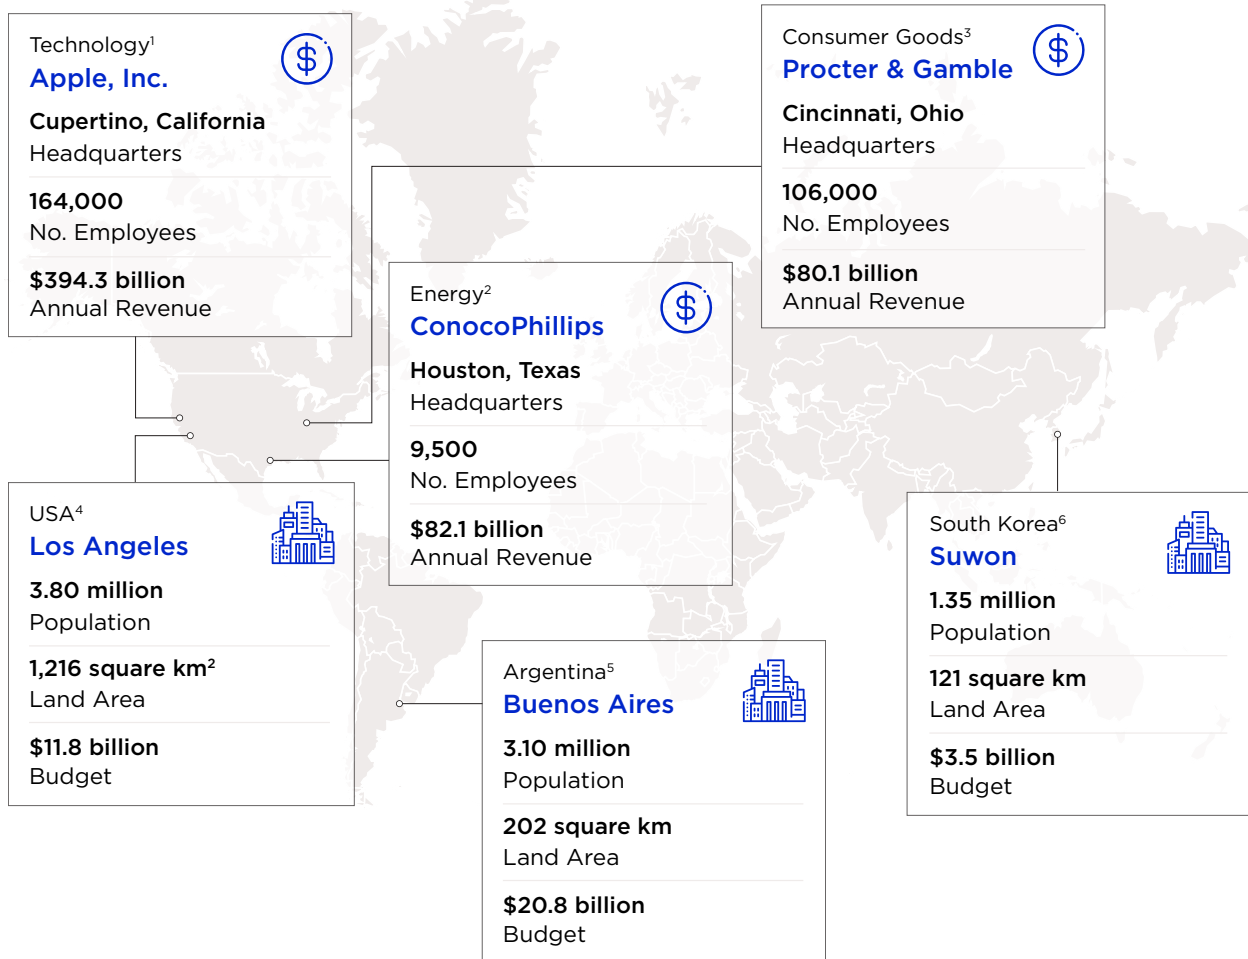 Technology¹
Apple, Inc.
Cupertino, California
Headquarters
164,000
No. Employees
$394.3 billion
Annual Revenue
Consumer Goods³
Procter & Gamble
Cincinnati, Ohio
Headquarters
106,000
No. Employees
$80.1 billion
Annual Revenue
Energy²
ConocoPhillips
Houston, Texas
Headquarters
9,500
No. Employees
$82.1 billion
Annual Revenue
USA⁴
Los Angeles
3.80 million
Population
1,216 square km²
Land Area
$11.8 billion
Budget
Argentina⁵
Buenos Aires
3.10 million
Population
202 square km
Land Area
$20.8 billion
Budget
South Korea⁶
Suwon
1.35 million
Population
121 square km
Land Area
$3.5 billion
Budget